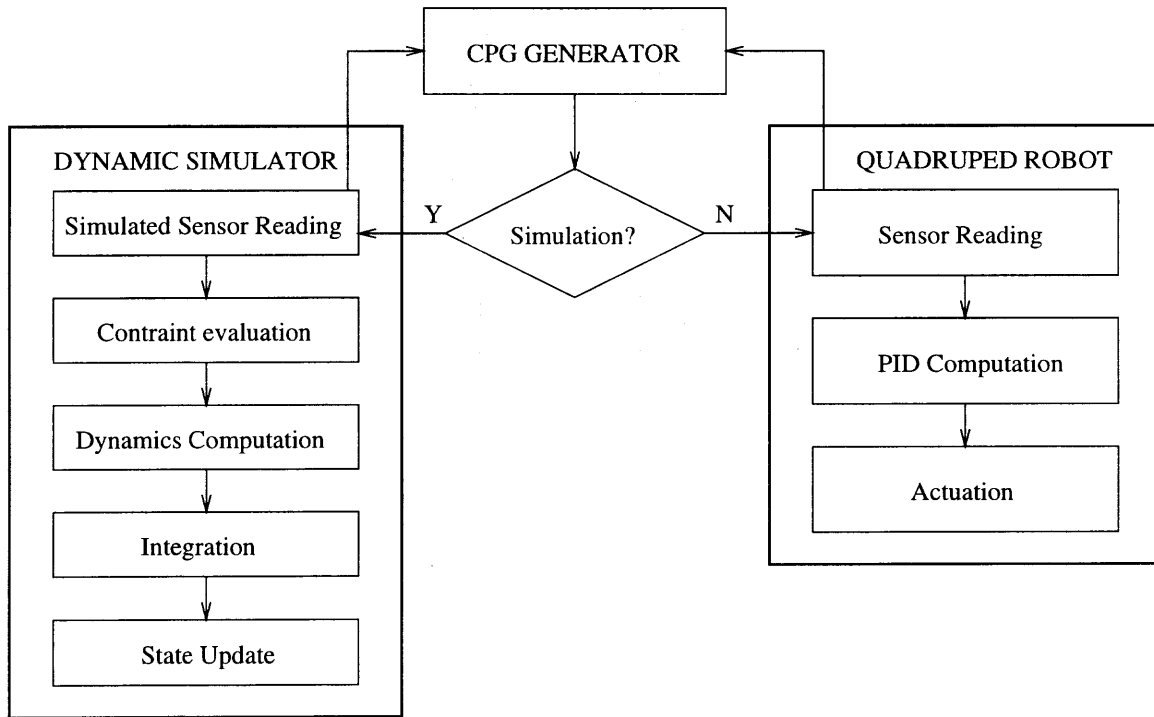 CPG GENERATOR
DYNAMIC SIMULATOR
Simulated Sensor Reading
Contraint evaluation
Dynamics Computation
Integration
State Update
Y
Simulation?
N
QUADRUPED ROBOT
Sensor Reading
PID Computation
Actuation